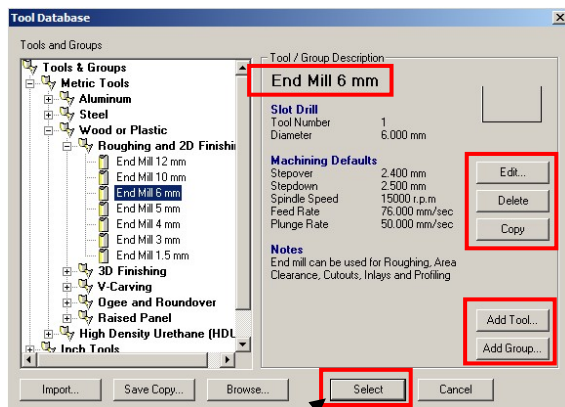 Tool Database
Tools and Groups
Tools & Groups
Metric Tools
Aluminum
Steel
Wood or Plastic
Roughing and 2D Finishi
End Mill 12 mm
End Mill 10 mm
End Mill 6 mm
End Mill 5 mm
End Mill 4 mm
End Mill 3 mm
End Mill 1.5 mm
3D Finishing
V-Carving
Ogee and Roundover
Raised Panel
High Density Urethane (HDU
Inch Tools
Tool / Group Description
End Mill 6 mm
Slot Drill
Tool Number 1
Diameter 6.000 mm
Machining Defaults
Stepover 2.400 mm
Stepdown 2.500 mm
Spindle Speed 15000 r.p.m
Feed Rate 76.000 mm/sec
Plunge Rate 50.000 mm/sec
Notes
End mill can be used for Roughing, Area
Clearance, Cutouts, Inlays and Profiling
Edit...
Delete
Copy
Add Tool...
Add Group...
Import... Save Copy... Browse... Select Cancel